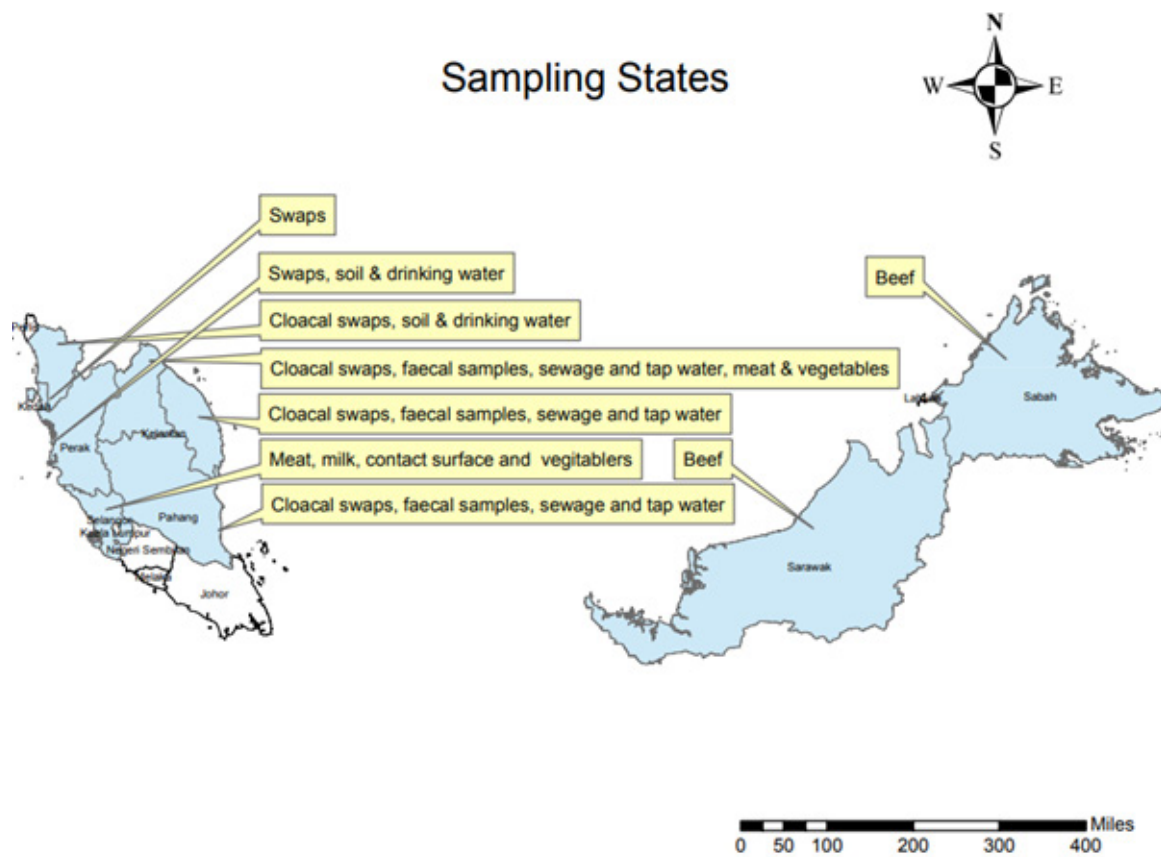 Sampling States
N
W
E
S
Swaps
Swaps, soil & drinking water
Cloacal swaps, soil & drinking water
Cloacal swaps, faecal samples, sewage and tap water, meat & vegetables
Cloacal swaps, faecal samples, sewage and tap water
Meat, milk, contact surface and vegitablers
Cloacal swaps, faecal samples, sewage and tap water
Beef
Beef
Kelantan
Perak
Pahang
Selangor
Kuala Lumpur
Negeri Sembilan
Melaka
Johor
Sabah
Sarawak
Miles
0 50 100 200 300 400